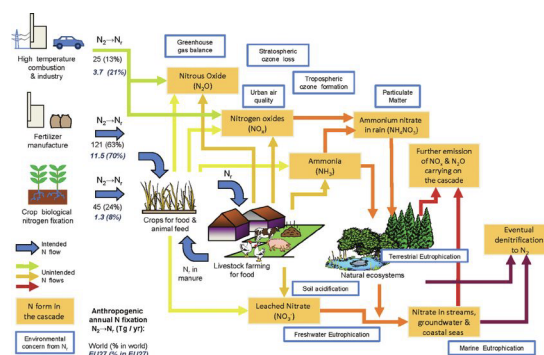 Greenhouse
gas balance
Stratospheric
ozone loss
Tropospheric
ozone formation
Urban air
quality
Particulate
Matter
N₂→Nᵣ
25 (13%)
3.7 (21%)
High temperature
combustion
& industry
Nitrous Oxide
(N₂O)
Nitrogen oxides
(NOₓ)
Ammonium nitrate
in rain (NH₄NO₃)
Fertilizer
manufacture
N₂→Nᵣ
121 (63%)
11.5 (70%)
Ammonia
(NH₃)
Further emission
of NOₓ & N₂O
carrying on
the cascade
Crop biological
nitrogen fixation
N₂→Nᵣ
45 (24%)
1.3 (8%)
Nᵣ
Crops for food &
animal feed
Nᵣ in
manure
Livestock farming
for food
Natural ecosystems
Terrestrial Eutrophication
Eventual
denitrification
to N₂
Soil acidification
Leached Nitrate
(NO₃⁻)
Nitrate in streams,
groundwater &
coastal seas
Freshwater Eutrophication
Marine Eutrophication
Intended
N flow
Unintended
N flows
N form in
the cascade
Environmental
concern from Nᵣ
Anthropogenic
annual N fixation
N₂→Nᵣ (Tg / yr):
World (% in world)
EU27 (% in EU27)